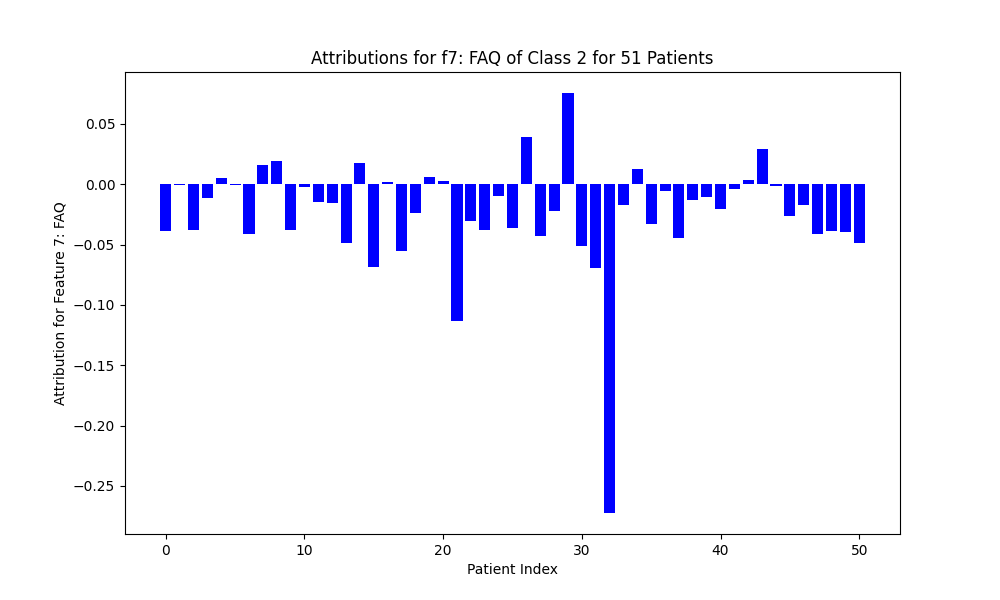 Attributions for f7: FAQ of Class 2 for 51 Patients
Attribution for Feature 7: FAQ
0.05
0.00
−0.05
−0.10
−0.15
−0.20
−0.25
0 10 20 30 40 50
Patient Index